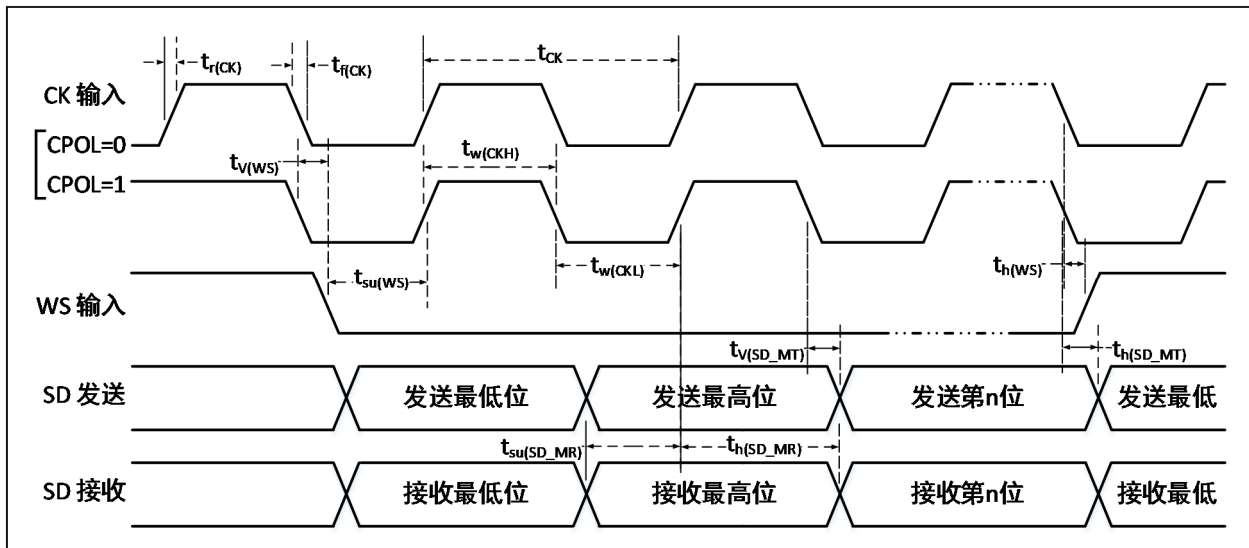 tr(CK)
tf(CK)
tCK
CK 输入
CPOL=0
CPOL=1
tV(WS)
tw(CKH)
tsu(WS)
tw(CKL)
th(WS)
WS 输入
tV(SD_MT)
th(SD_MT)
SD 发送
发送最低位
发送最高位
发送第n位
发送最低
tsu(SD_MR)
th(SD_MR)
SD 接收
接收最低位
接收最高位
接收第n位
接收最低